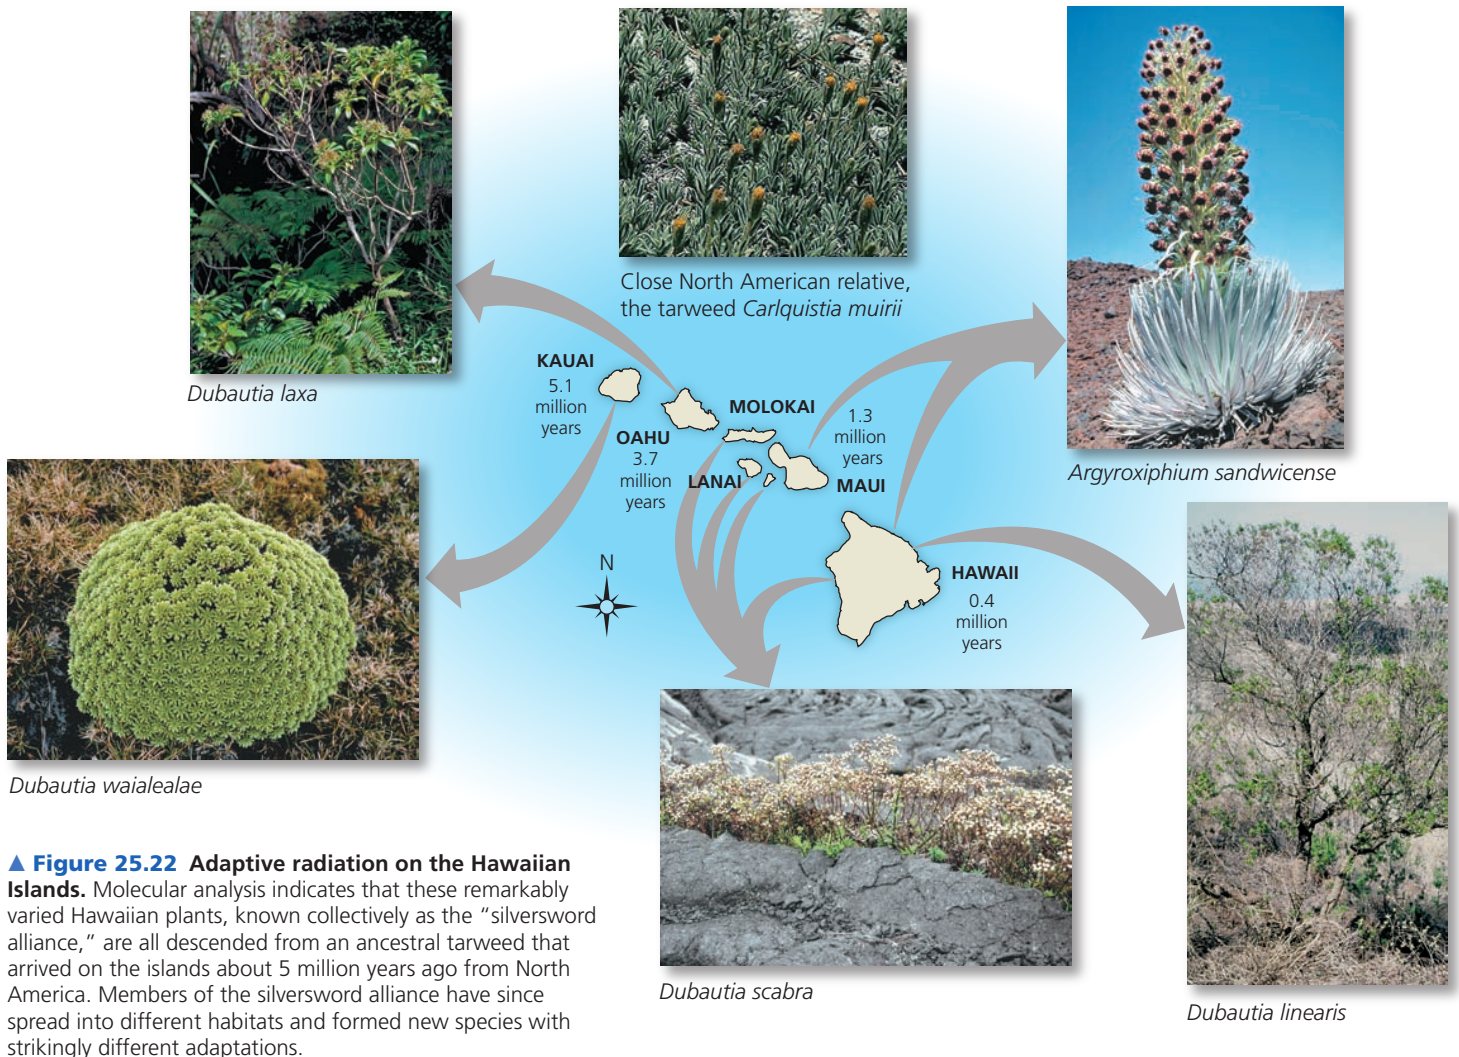 Close North American relative,
the tarweed Carlquistia muirii
Dubautia laxa
KAUAI
5.1
million
years
OAHU
3.7
million
years
MOLOKAI
LANAI
1.3
million
years
MAUI
Argyroxiphium sandwicense
N
HAWAII
0.4
million
years
Dubautia waialealae
Dubautia scabra
Dubautia linearis
▲ Figure 25.22 Adaptive radiation on the Hawaiian
Islands. Molecular analysis indicates that these remarkably
varied Hawaiian plants, known collectively as the “silversword
alliance,” are all descended from an ancestral tarweed that
arrived on the islands about 5 million years ago from North
America. Members of the silversword alliance have since
spread into different habitats and formed new species with
strikingly different adaptations.